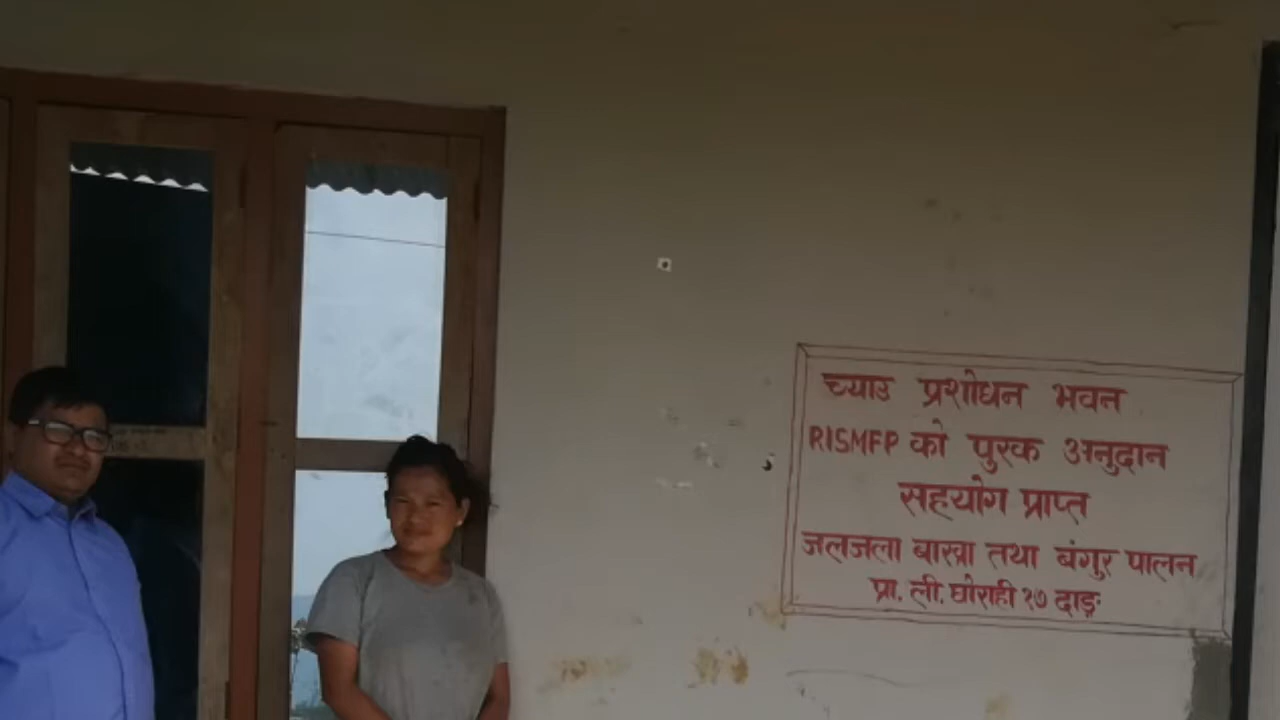 च्याउ प्रशोधन भवन
RISMFP को पुरक अनुदान
सहयोग प्राप्त
जलजला बाख्रा तथा बंगुर पालन
प्रा. ली. घोराही १७ दाङ